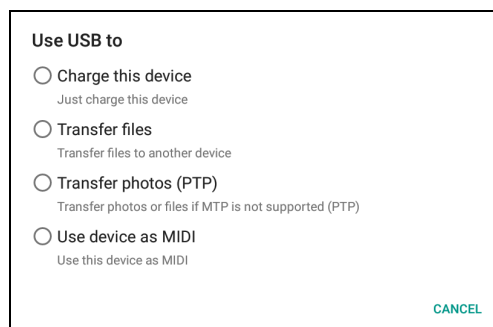 Use USB to
Charge this device
Just charge this device
Transfer files
Transfer files to another device
Transfer photos (PTP)
Transfer photos or files if MTP is not supported (PTP)
Use device as MIDI
Use this device as MIDI
CANCEL